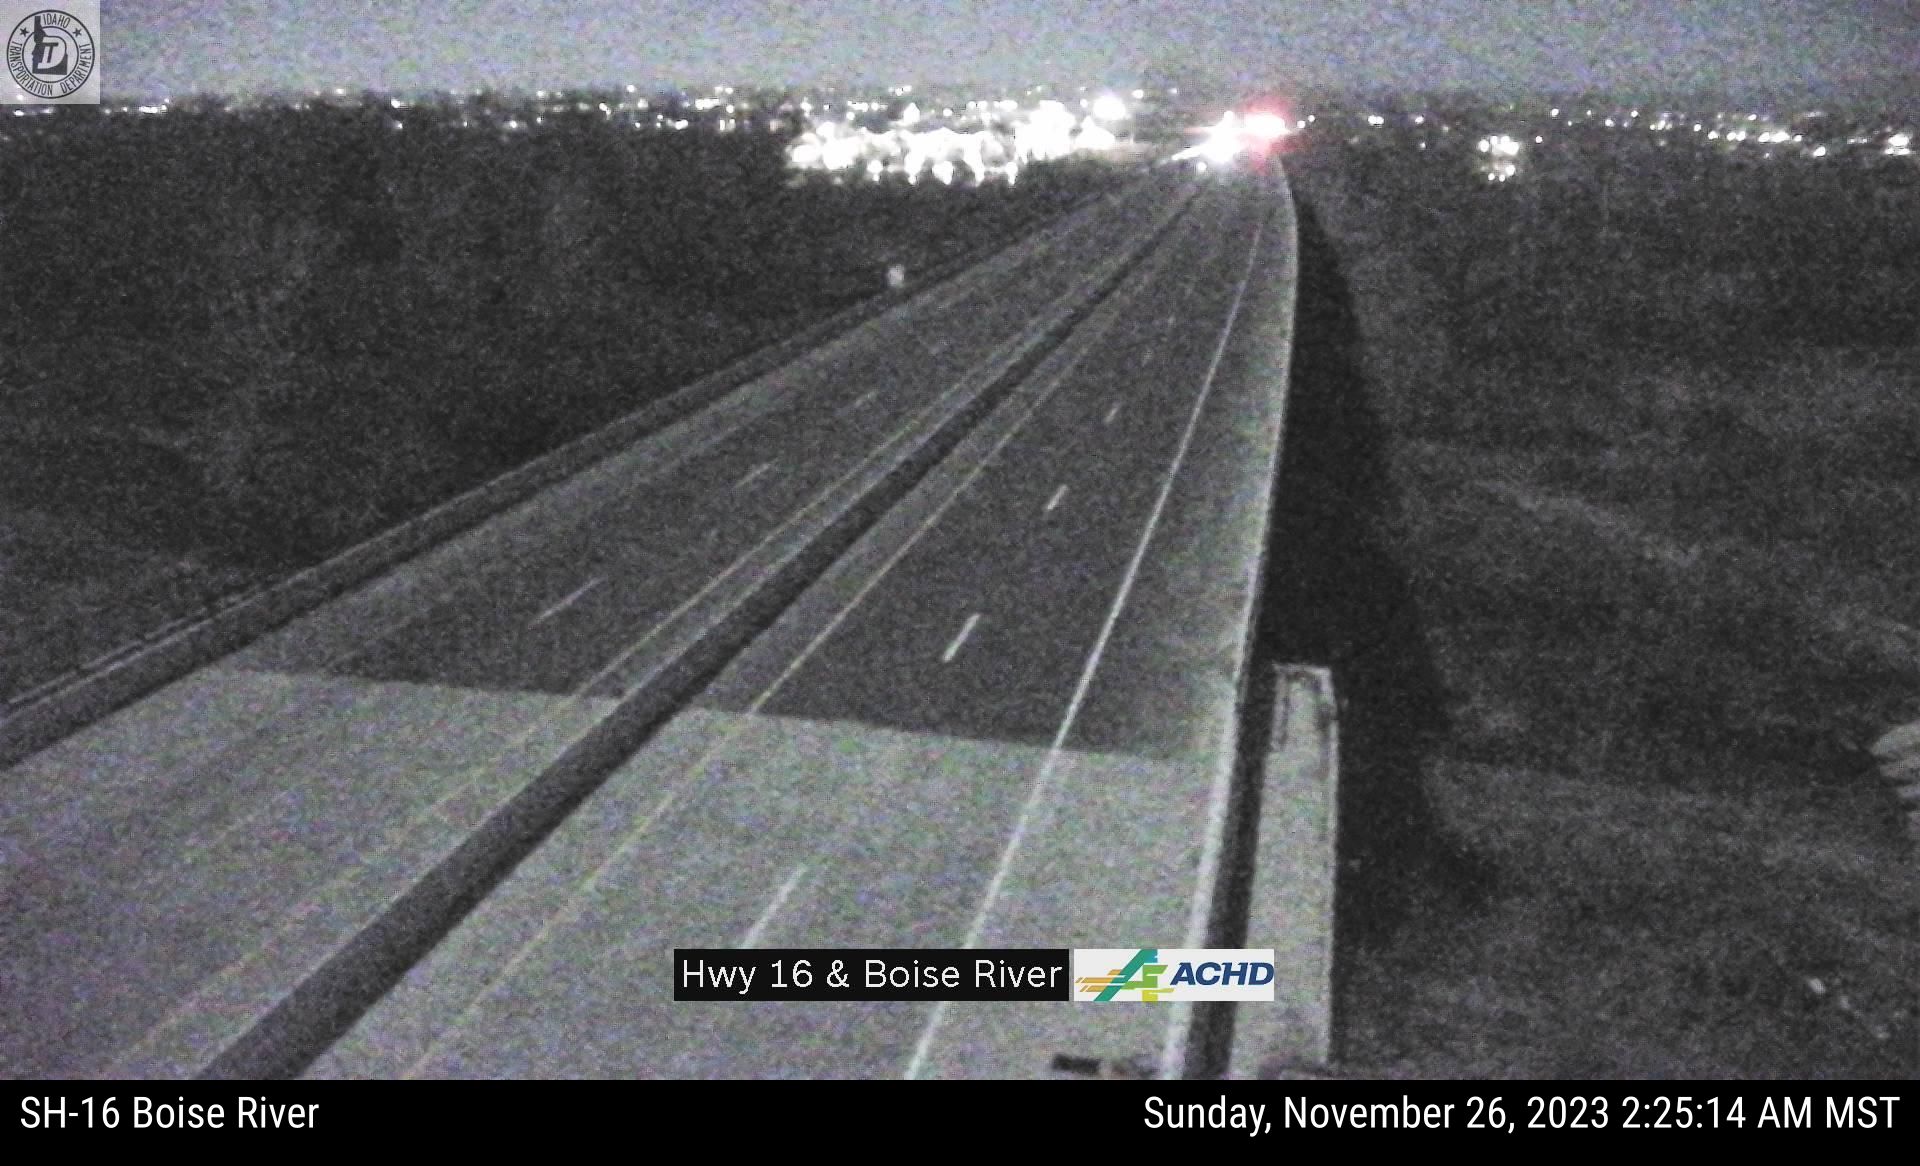 IDAHO
TRANSPORTATION DEPARTMENT
Hwy 16 & Boise River
ACHD
SH-16 Boise River
Sunday, November 26, 2023 2:25:14 AM MST